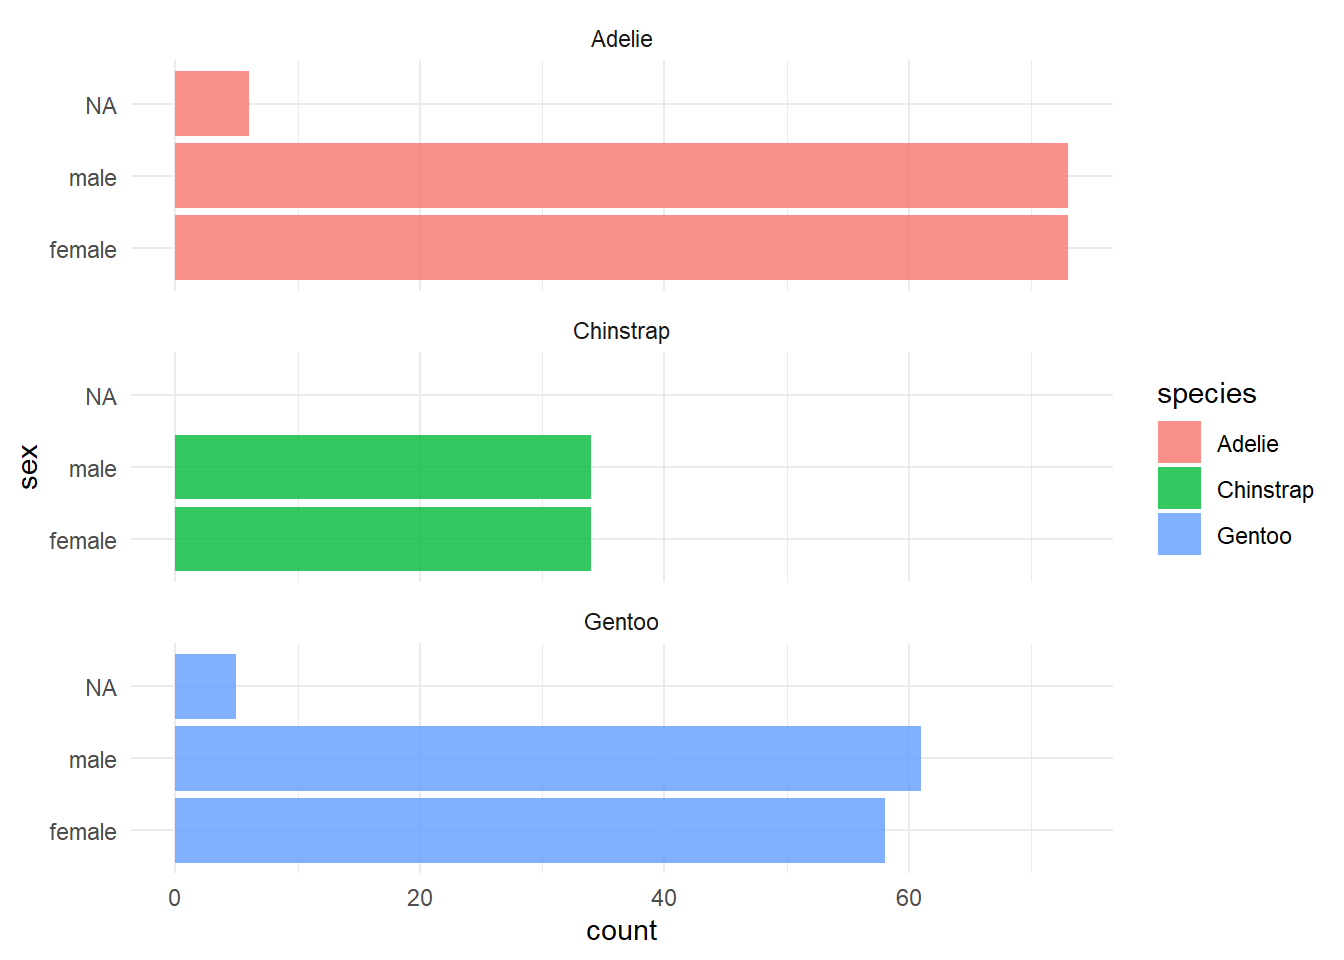 Adelie
NA
male
female
Chinstrap
NA
male
female
Gentoo
NA
male
female
0 20 40 60
count
sex
species
Adelie
Chinstrap
Gentoo